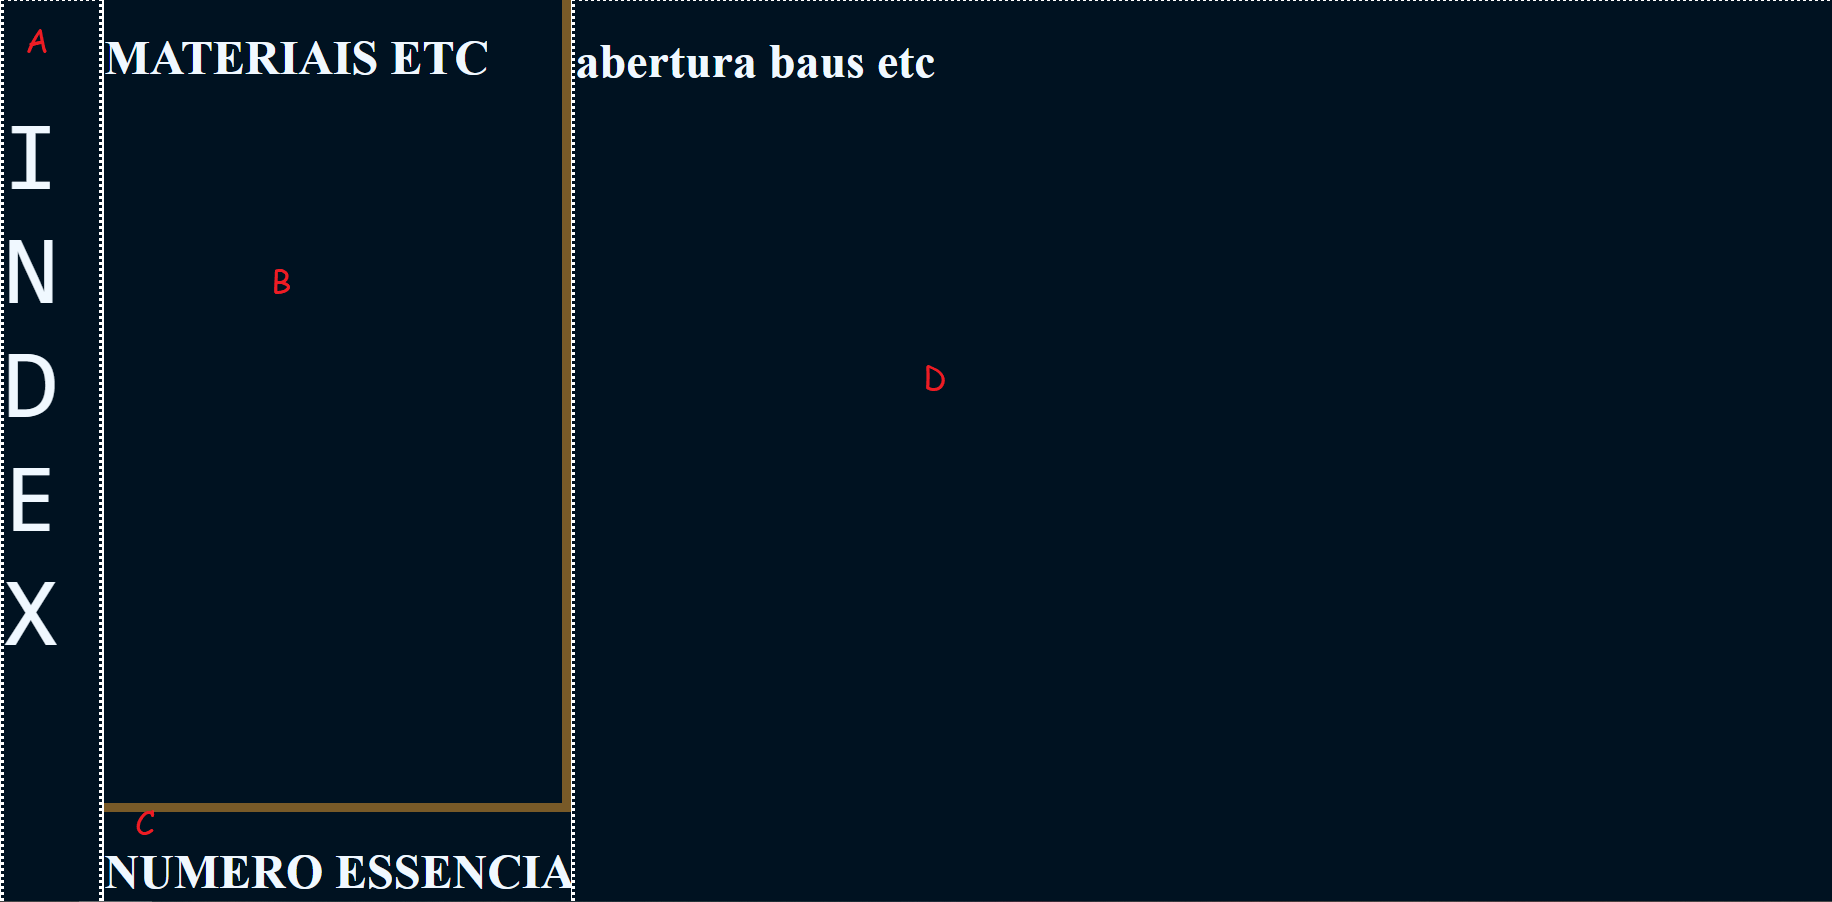 A
I
N
D
E
X
MATERIAIS ETC
B
C
NUMERO ESSENCIA
abertura baus etc
D